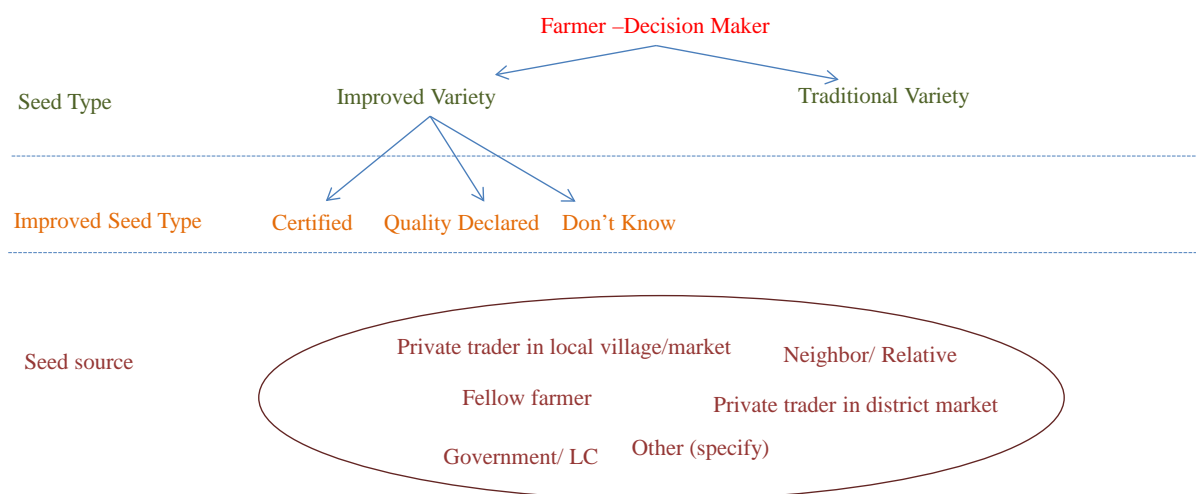 Farmer –Decision Maker
Seed Type
Improved Variety
Traditional Variety
Improved Seed Type
Certified
Quality Declared
Don’t Know
Seed source
Private trader in local village/market
Neighbor/ Relative
Fellow farmer
Private trader in district market
Government/ LC
Other (specify)